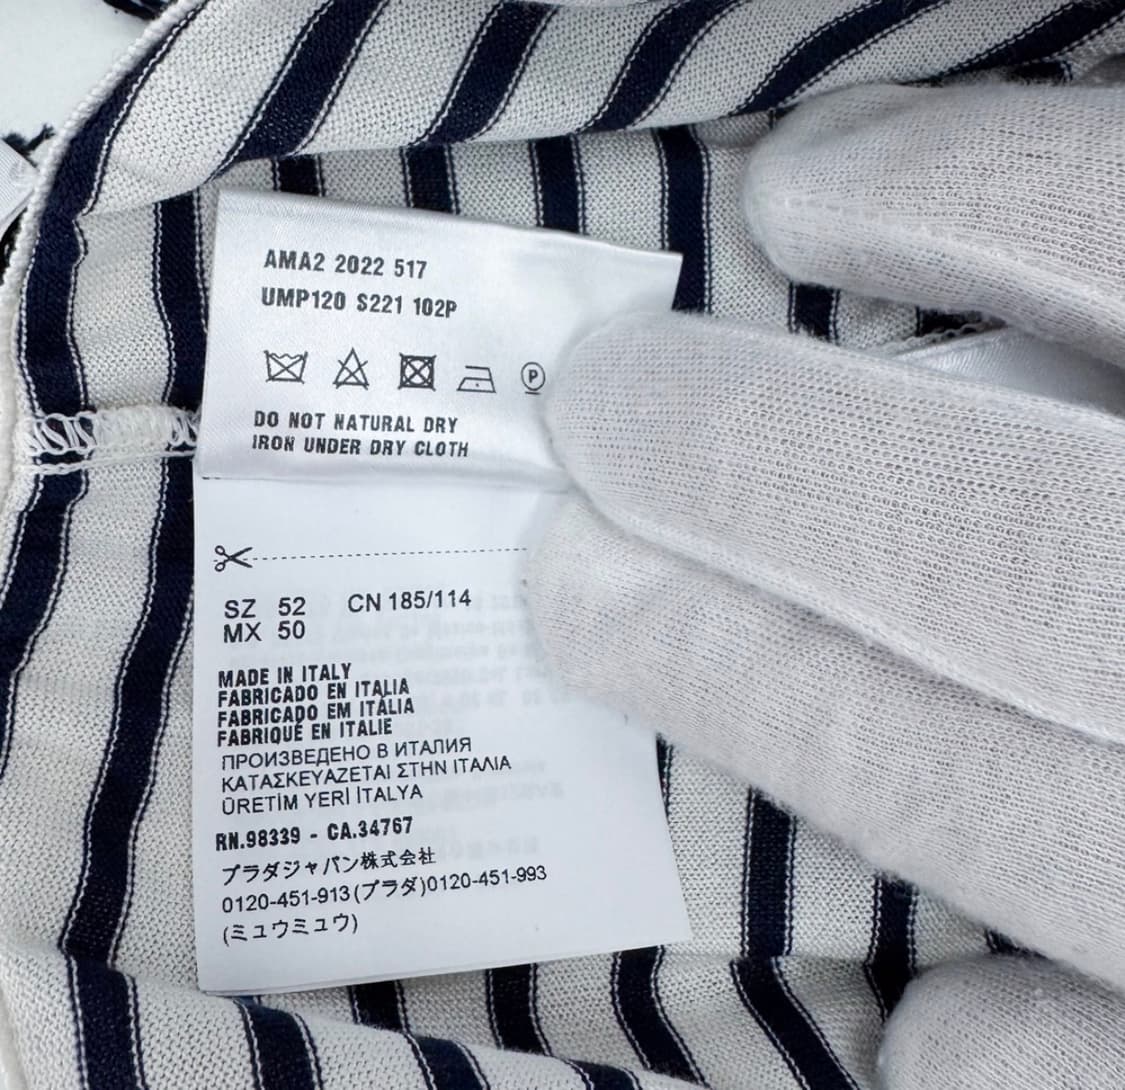 AMA2 2022 517
UMP120 S221 102P
P
DO NOT NATURAL DRY
IRON UNDER DRY CLOTH
SZ 52 CN 185/114
MX 50
MADE IN ITALY
FABRICADO EN ITALIA
FABRICADO EM ITÁLIA
FABRIQUÉ EN ITALIE
ПРОИЗВЕДЕНО В ИТАЛИЯ
ΚΑΤΑΣΚΕΥΑΖΕΤΑΙ ΣΤΗΝ ΙΤΑΛΙΑ
ÜRETİM YERİ İTALYA
RN.98339 - CA.34767
プラダジャパン株式会社
0120-451-913(プラダ)0120-451-993
(ミュウミュウ)